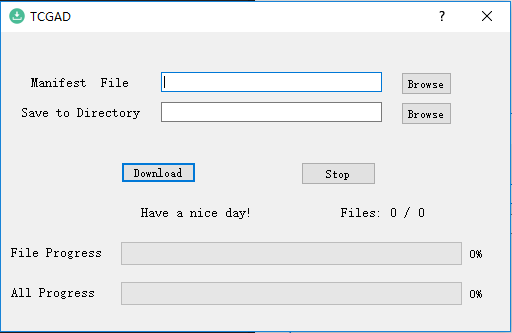 TCGAD
Manifest File
Browse
Save to Directory
Browse
Download
Stop
Have a nice day!
Files: 0 / 0
File Progress
0%
All Progress
0%